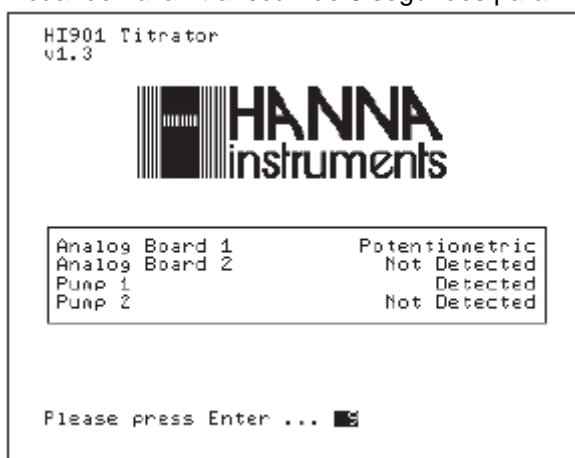 HI901 Titrator
v1.3
HANNA
instruments
Analog Board 1 Potentiometric
Analog Board 2 Not Detected
Pump 1 Detected
Pump 2 Not Detected
Please press Enter ... 9